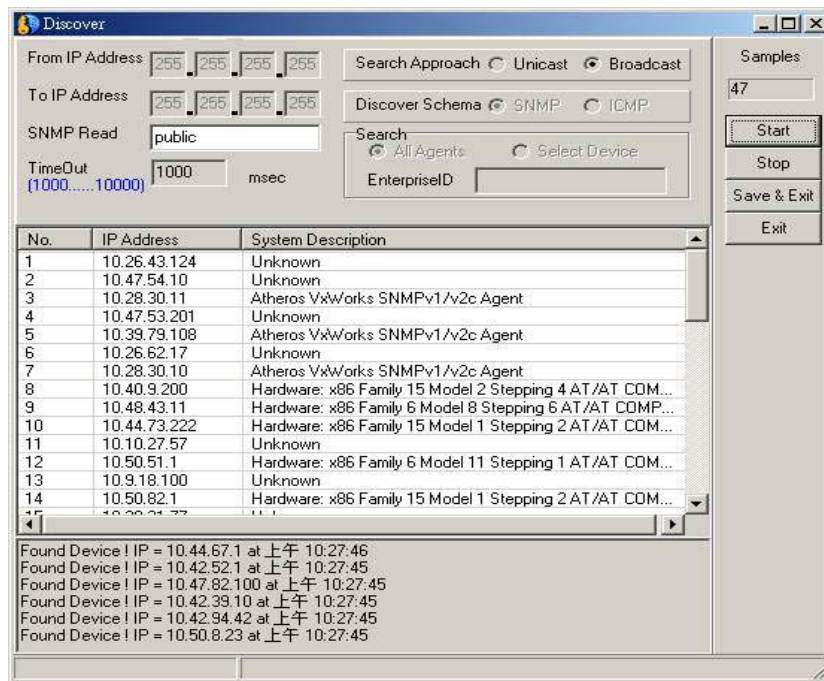 Discover
From IP Address 255 . 255 . 255 . 255
To IP Address 255 . 255 . 255 . 255
SNMP Read public
TimeOut 1000 msec
(1000......10000)
Search Approach Unicast Broadcast
Discover Schema SNMP ICMP
Search
All Agents Select Device
EnterpriseID
Samples
47
Start
Stop
Save & Exit
Exit
No. IP Address System Description
1 10.26.43.124 Unknown
2 10.47.54.10 Unknown
3 10.28.30.11 Atheros VxWorks SNMPv1/v2c Agent
4 10.47.53.201 Unknown
5 10.39.79.108 Atheros VxWorks SNMPv1/v2c Agent
6 10.26.62.17 Unknown
7 10.28.30.10 Atheros VxWorks SNMPv1/v2c Agent
8 10.40.9.200 Hardware: x86 Family 15 Model 2 Stepping 4 AT/AT COM...
9 10.48.43.11 Hardware: x86 Family 6 Model 8 Stepping 6 AT/AT COMP...
10 10.44.73.222 Hardware: x86 Family 15 Model 1 Stepping 2 AT/AT COM...
11 10.10.27.57 Unknown
12 10.50.51.1 Hardware: x86 Family 6 Model 11 Stepping 1 AT/AT COM...
13 10.9.18.100 Unknown
14 10.50.82.1 Hardware: x86 Family 15 Model 1 Stepping 2 AT/AT COM...
Found Device ! IP = 10.44.67.1 at 上午 10:27:46
Found Device ! IP = 10.42.52.1 at 上午 10:27:45
Found Device ! IP = 10.47.82.100 at 上午 10:27:45
Found Device ! IP = 10.42.39.10 at 上午 10:27:45
Found Device ! IP = 10.42.94.42 at 上午 10:27:45
Found Device ! IP = 10.50.8.23 at 上午 10:27:45